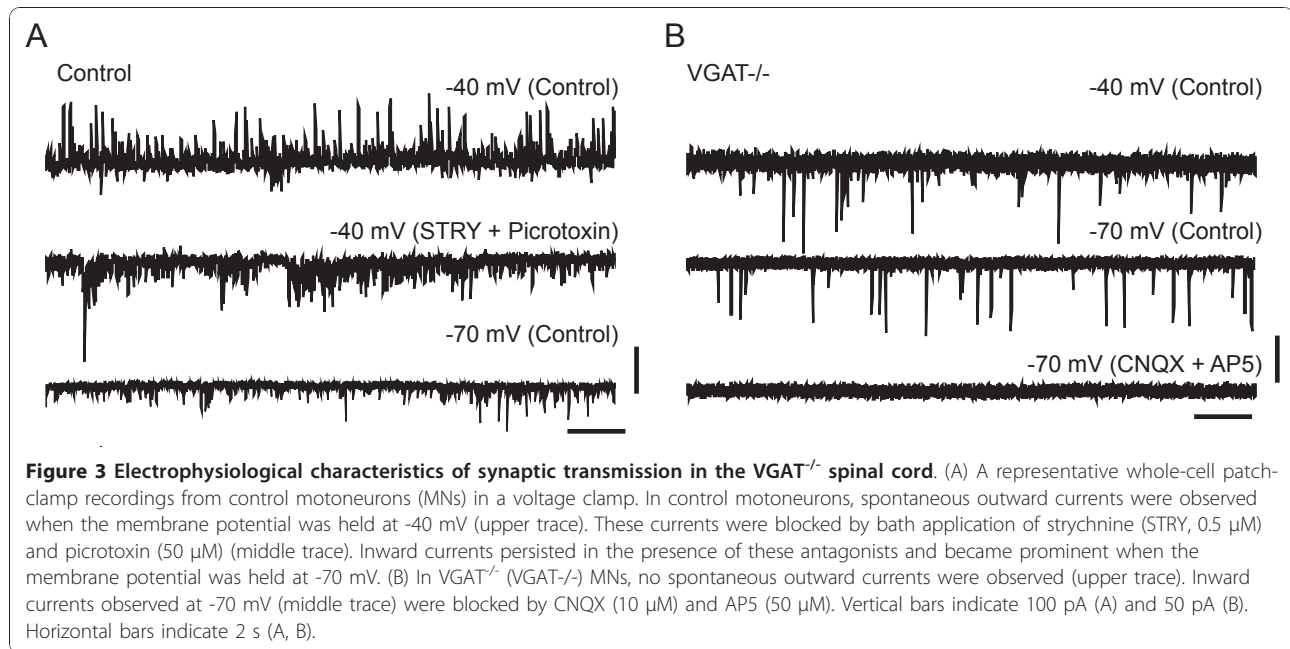 A
B
Control
VGAT-/-
-40 mV (Control)
-40 mV (Control)
-40 mV (STRY + Picrotoxin)
-70 mV (Control)
-70 mV (Control)
-70 mV (CNQX + AP5)
Figure 3 Electrophysiological characteristics of synaptic transmission in the VGAT-/- spinal cord. (A) A representative whole-cell patch-
clamp recordings from control motoneurons (MNs) in a voltage clamp. In control motoneurons, spontaneous outward currents were observed
when the membrane potential was held at -40 mV (upper trace). These currents were blocked by bath application of strychnine (STRY, 0.5 μM)
and picrotoxin (50 μM) (middle trace). Inward currents persisted in the presence of these antagonists and became prominent when the
membrane potential was held at -70 mV. (B) In VGAT-/- (VGAT-/-) MNs, no spontaneous outward currents were observed (upper trace). Inward
currents observed at -70 mV (middle trace) were blocked by CNQX (10 μM) and AP5 (50 μM). Vertical bars indicate 100 pA (A) and 50 pA (B).
Horizontal bars indicate 2 s (A, B).